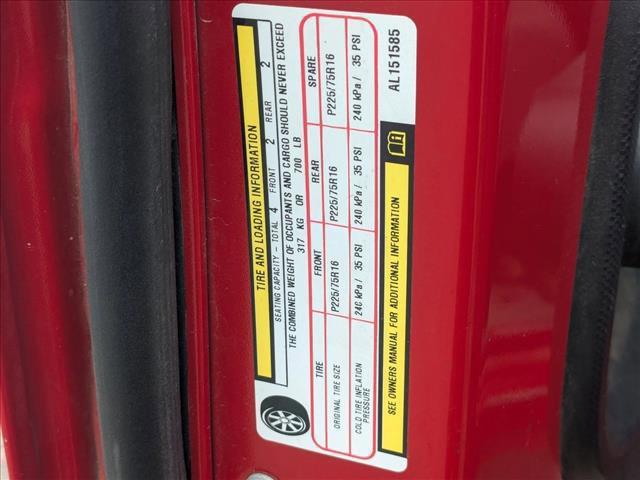 TIRE AND LOADING INFORMATION
SEATING CAPACITY - TOTAL 4 FRONT 2 REAR 2
THE COMBINED WEIGHT OF OCCUPANTS AND CARGO SHOULD NEVER EXCEED
317 KG OR 700 LB
TIRE FRONT REAR SPARE
ORIGINAL TIRE SIZE P225/75R16 P225/75R16 P225/75R16
COLD TIRE INFLATION PRESSURE 240 kPa / 35 PSI 240 kPa / 35 PSI 240 kPa / 35 PSI
SEE OWNERS MANUAL FOR ADDITIONAL INFORMATION
AL151585